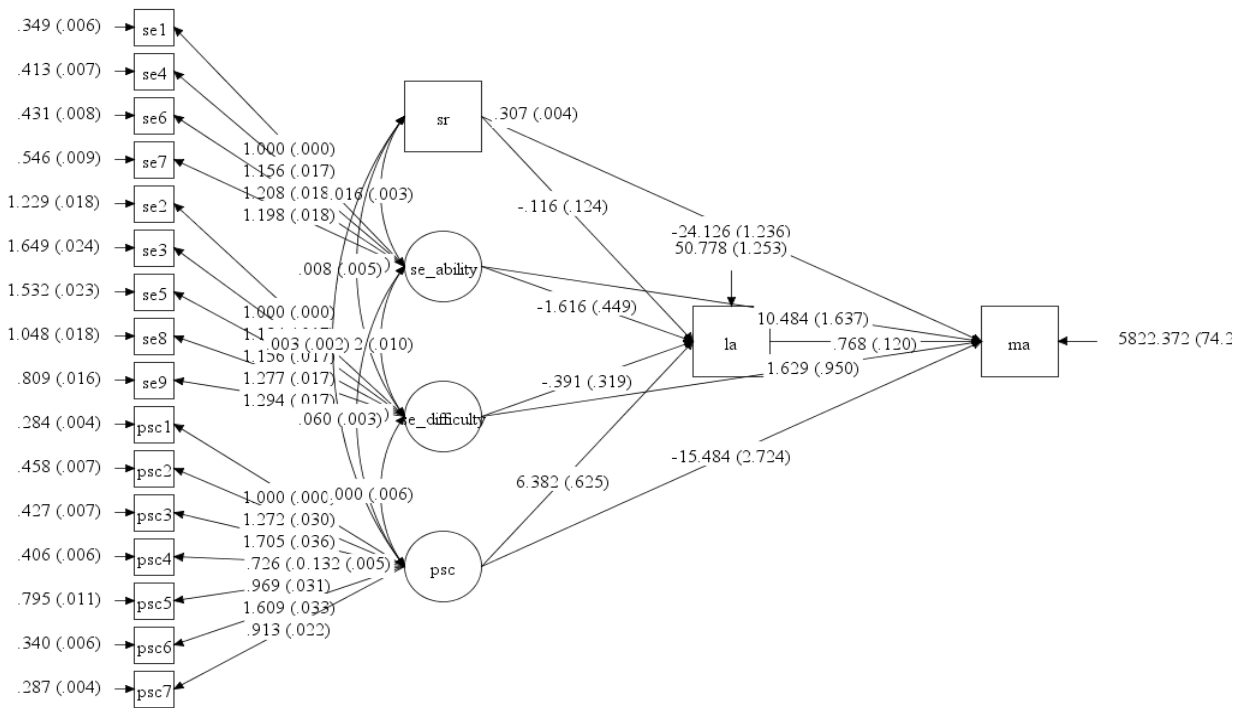 .349 (.006)
se1
.413 (.007)
se4
.431 (.008)
se6
.546 (.009)
se7
1.229 (.018)
se2
1.649 (.024)
se3
1.532 (.023)
se5
1.048 (.018)
se8
.809 (.016)
se9
.284 (.004)
psc1
.458 (.007)
psc2
.427 (.007)
psc3
.406 (.006)
psc4
.795 (.011)
psc5
.340 (.006)
psc6
.287 (.004)
psc7
1.000 (.000)
1.156 (.017)
1.208 (.018
1.198 (.018)
.016 (.003)
.008 (.005)
1.000 (.000)
.003 (.002)
2 (.010)
1.156 (.017)
1.277 (.017)
1.294 (.017)
.060 (.003)
1.000 (.000
.000 (.006)
1.272 (.030)
1.705 (.036)
.726 (.0
.132 (.005)
.969 (.031)
1.609 (.033)
.913 (.022)
sr
se_ability
se_difficulty
psc
.307 (.004)
-.116 (.124)
-24.126 (1.236)
50.778 (1.253)
-1.616 (.449)
10.484 (1.637)
la
.768 (.120)
1.629 (.950)
-.391 (.319)
-15.484 (2.724)
6.382 (.625)
ma
5822.372 (74.2